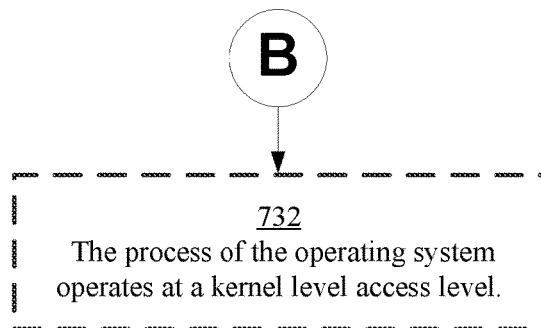 B
732
The process of the operating system
operates at a kernel level access level.